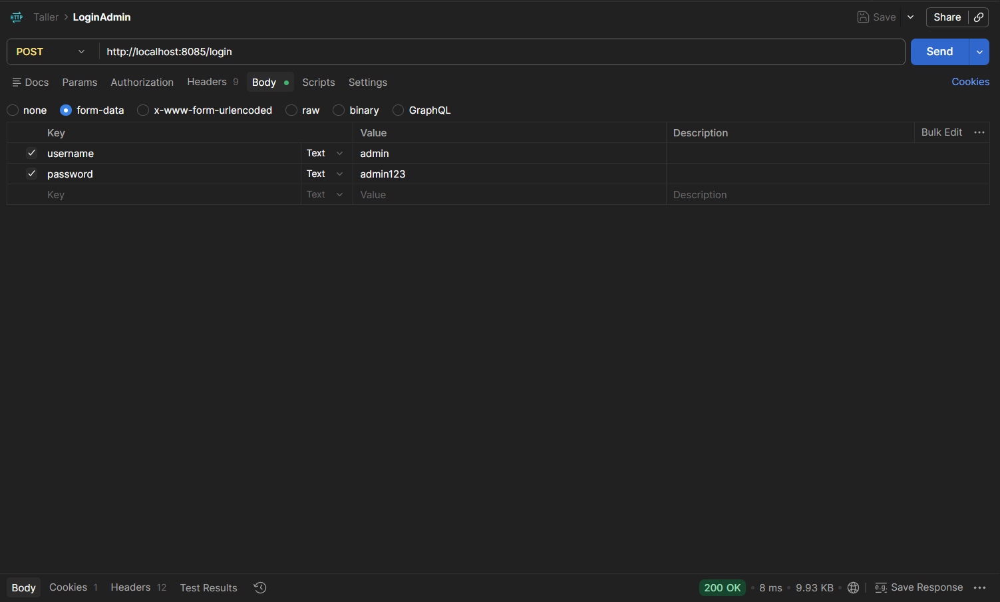 HTTP Taller > LoginAdmin Save Share
POST http://localhost:8085/login Send
Docs Params Authorization Headers 9 Body Scripts Settings Cookies
none form-data x-www-form-urlencoded raw binary GraphQL
Key Value Description Bulk Edit ...
username Text admin
password Text admin123
Key Text Value Description
Body Cookies 1 Headers 12 Test Results 200 OK • 8 ms • 9.93 KB • | e.g. Save Response ...